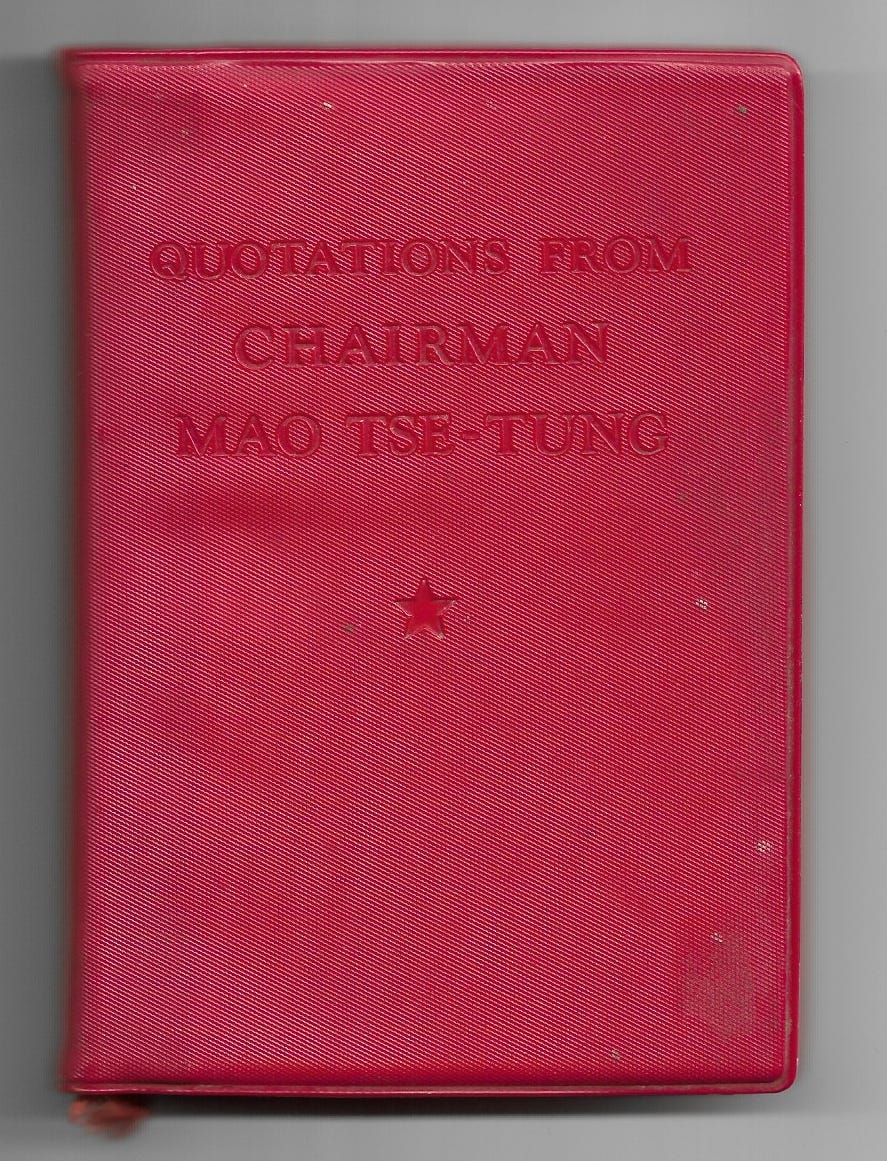 QUOTATIONS FROM
CHAIRMAN
MAO TSE-TUNG